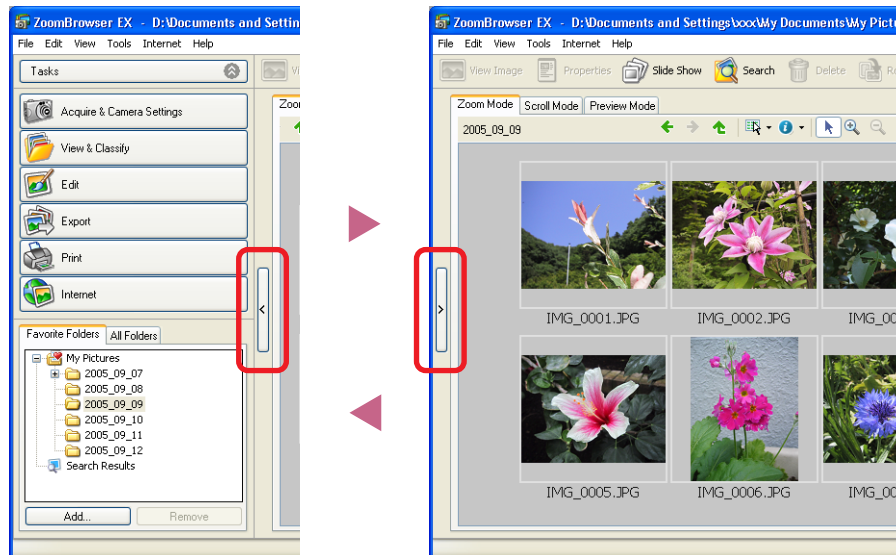 ZoomBrowser EX - D:\Documents and Settin
File Edit View Tools Internet Help
Tasks
Acquire & Camera Settings
View & Classify
Edit
Export
Print
Internet
Favorite Folders All Folders
My Pictures
2005_09_07
2005_09_08
2005_09_09
2005_09_10
2005_09_11
2005_09_12
Search Results
Add... Remove
Zoo
<
ZoomBrowser EX - D:\Documents and Settings\xxx\My Documents\My Pictu
File Edit View Tools Internet Help
View Image Properties Slide Show Search Delete
Zoom Mode Scroll Mode Preview Mode
2005_09_09
>
IMG_0001.JPG IMG_0002.JPG IMG_00
IMG_0005.JPG IMG_0006.JPG IMG_00